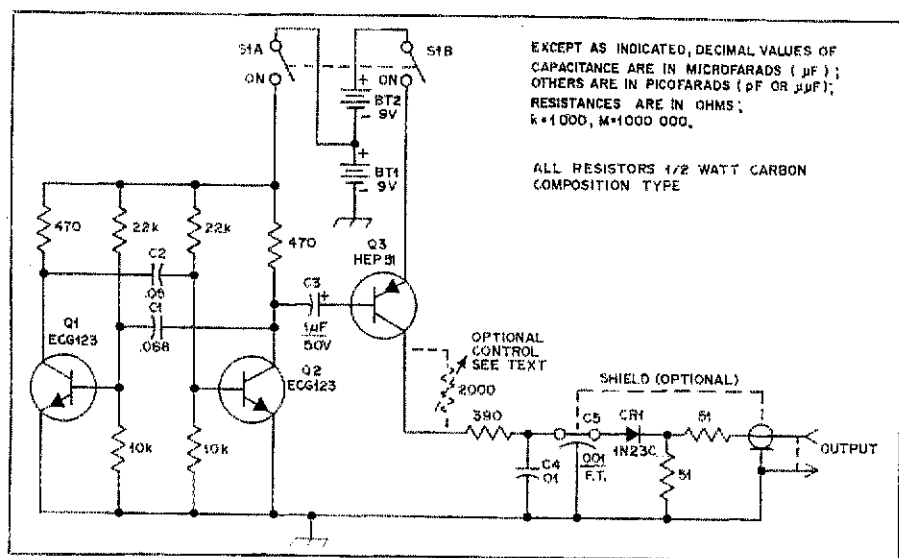 S1A
S1B
ON
ON
+
BT2
9V
-
+
BT1
9V
-
EXCEPT AS INDICATED, DECIMAL VALUES OF
CAPACITANCE ARE IN MICROFARADS ( µF ) ;
OTHERS ARE IN PICOFARADS ( pF OR µµF);
RESISTANCES ARE IN OHMS ;
k=1000, M=1000 000.
ALL RESISTORS 1/2 WATT CARBON
COMPOSITION TYPE
470
22k
22k
470
C2
.05
C1
.068
C3
+
1µF
50V
Q3
HEP 51
Q1
ECG123
Q2
ECG123
OPTIONAL
CONTROL
SEE TEXT
2000
SHIELD (OPTIONAL)
10k
10k
390
C4
.01
C5
.001
F.T.
CR1
1N23C
51
51
OUTPUT